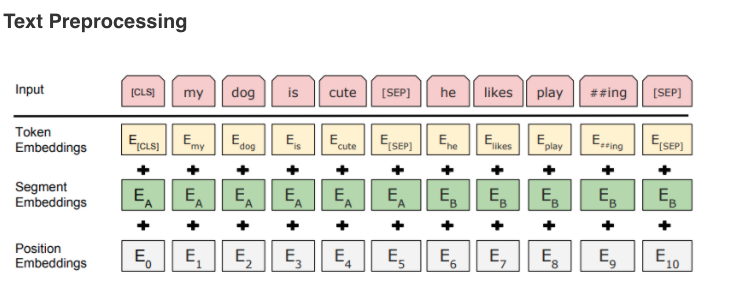 Text Preprocessing
Input [CLS] my dog is cute [SEP] he likes play ##ing [SEP]
Token
Embeddings E[CLS] Emy Edog Eis Ecute E[SEP] Ehe Elikes Eplay E##ing E[SEP]
+ + + + + + + + + + +
Segment
Embeddings EA EA EA EA EA EA EB EB EB EB EB
+ + + + + + + + + + +
Position
Embeddings E0 E1 E2 E3 E4 E5 E6 E7 E8 E9 E10